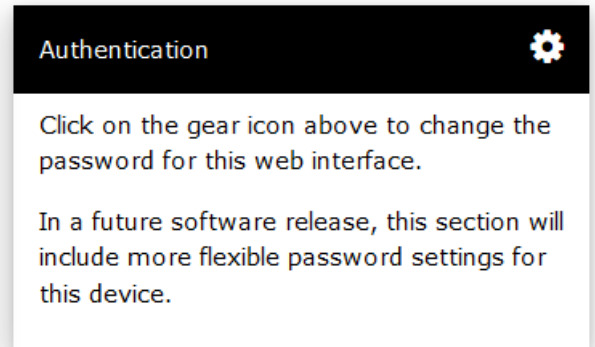 Authentication
Click on the gear icon above to change the
password for this web interface.
In a future software release, this section will
include more flexible password settings for
this device.